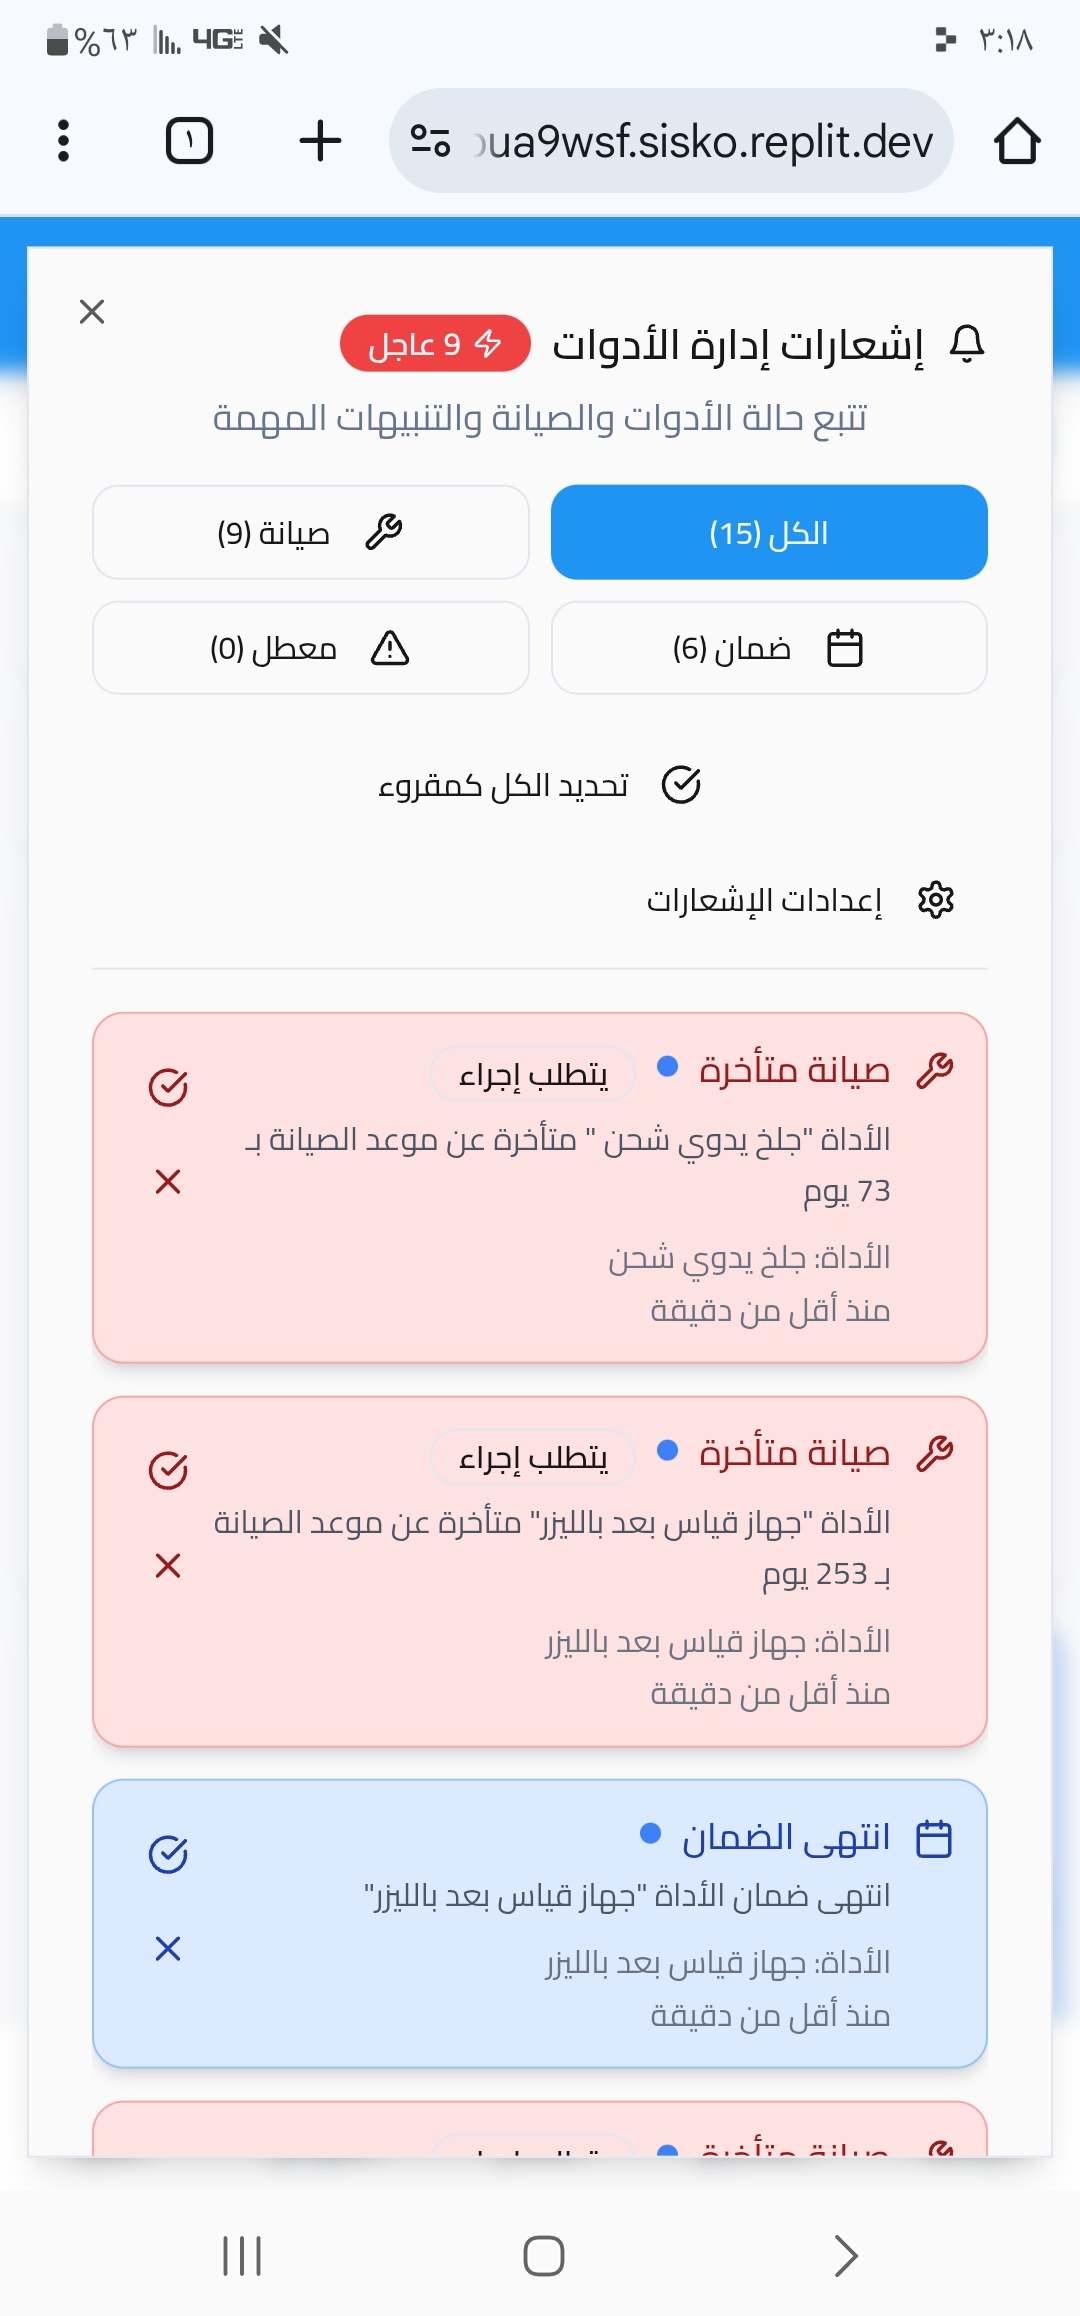 ٣:١٨
4G LTE
%٦٣
ua9wsf.sisko.replit.dev
١
إشعارات إدارة الأدوات
9 عاجل
تتبع حالة الأدوات والصيانة والتنبيهات المهمة
الكل (15)
صيانة (9)
ضمان (6)
معطل (0)
تحديد الكل كمقروء
إعدادات الإشعارات
صيانة متأخرة
يتطلب إجراء
الأداة "جلخ يدوي شحن " متأخرة عن موعد الصيانة بـ
73 يوم
الأداة: جلخ يدوي شحن
منذ أقل من دقيقة
صيانة متأخرة
يتطلب إجراء
الأداة "جهاز قياس بعد بالليزر" متأخرة عن موعد الصيانة
بـ 253 يوم
الأداة: جهاز قياس بعد بالليزر
منذ أقل من دقيقة
انتهى الضمان
انتهى ضمان الأداة "جهاز قياس بعد بالليزر"
الأداة: جهاز قياس بعد بالليزر
منذ أقل من دقيقة
صيانة متأخرة